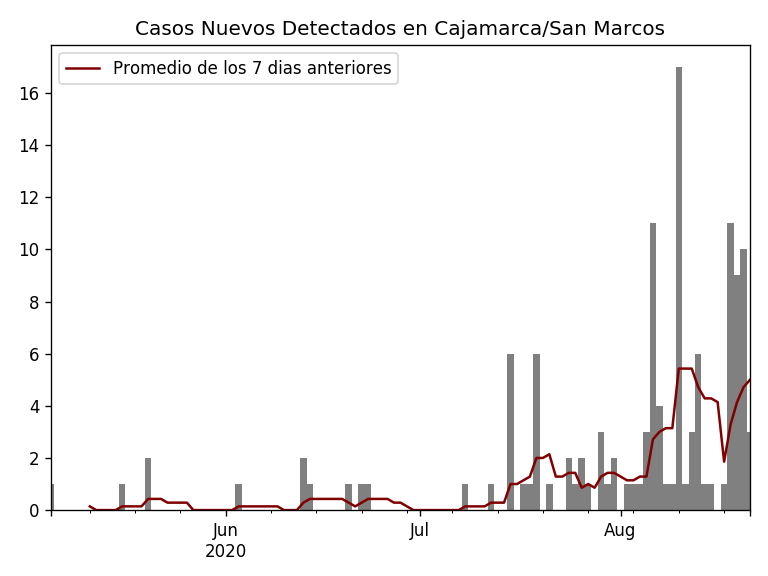 Casos Nuevos Detectados en Cajamarca/San Marcos
Promedio de los 7 dias anteriores
16
14
12
10
8
6
4
2
0
Jun
Jul
Aug
2020